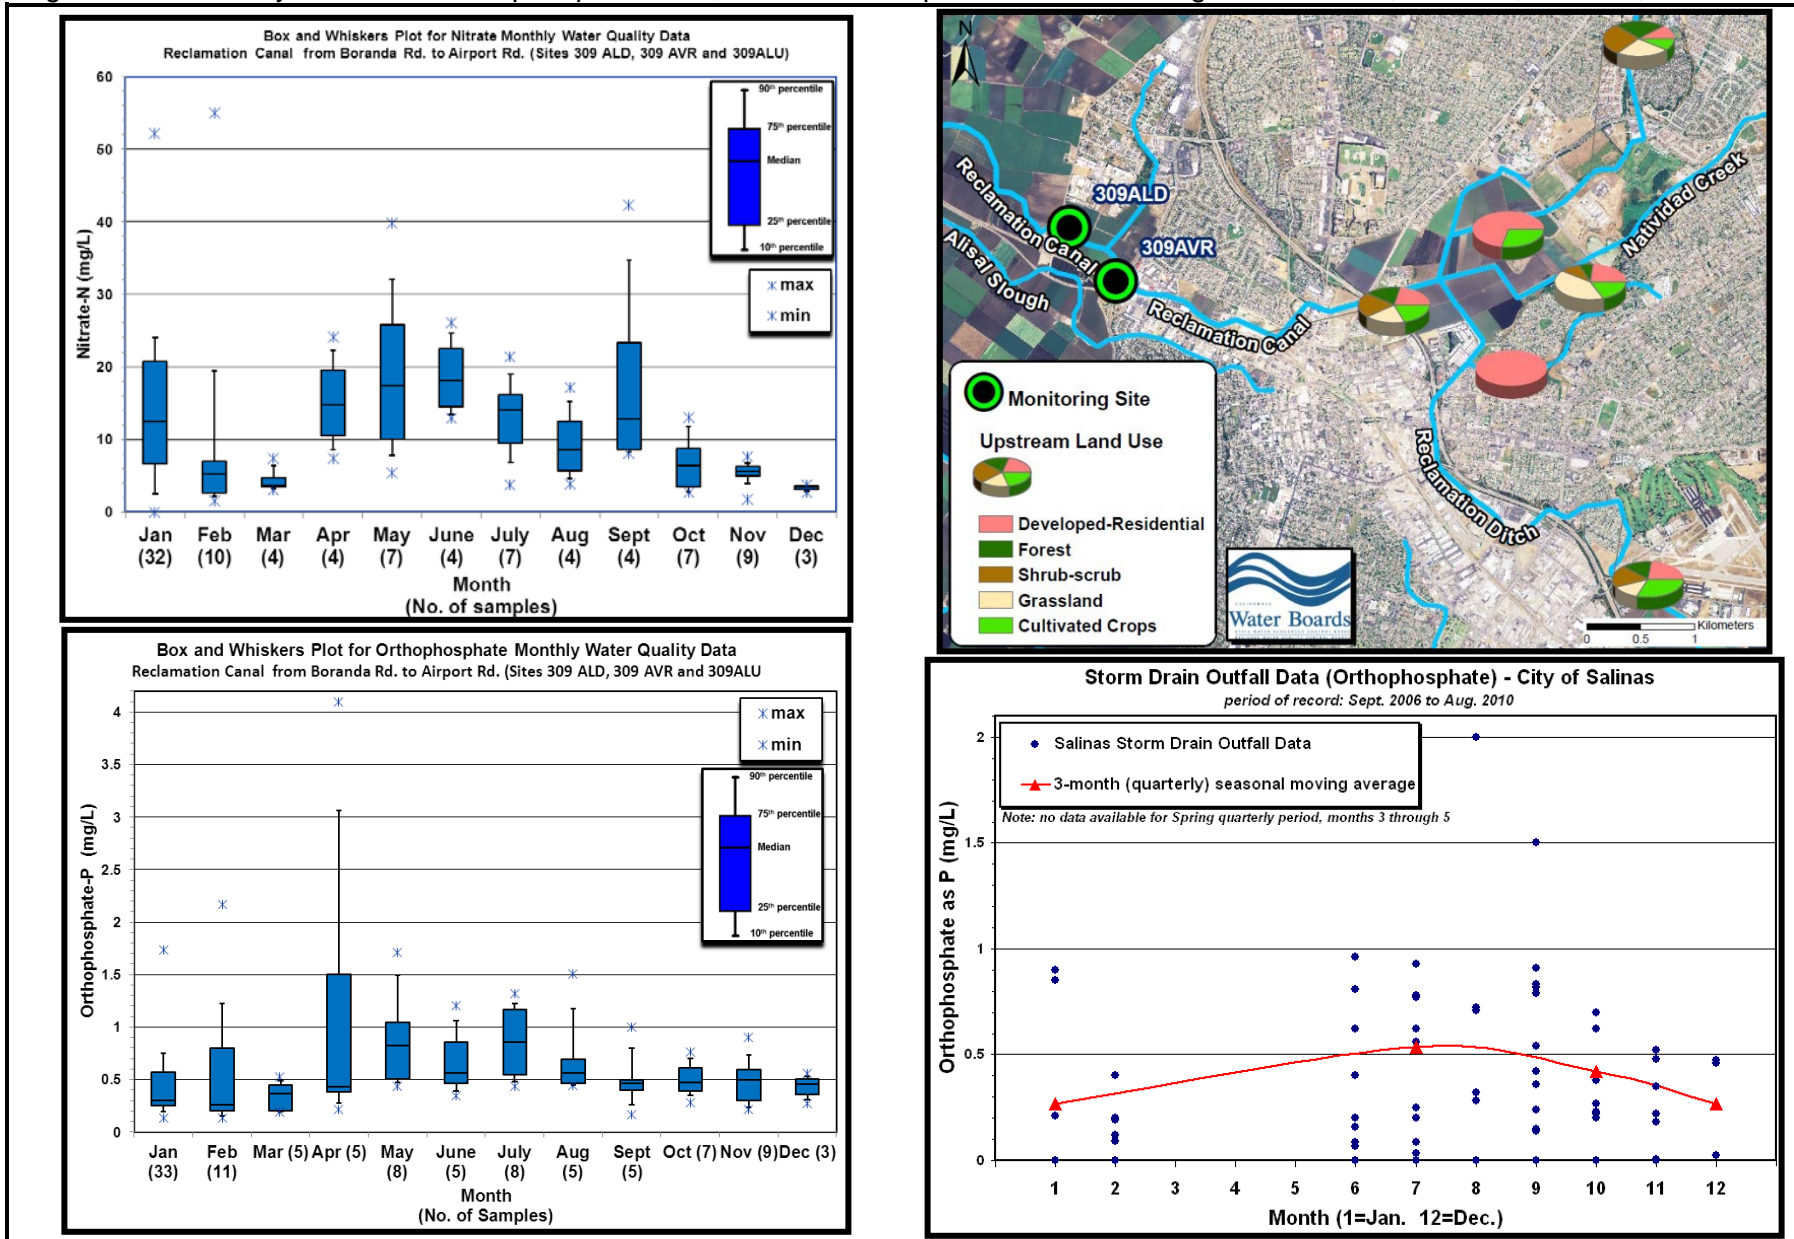 Box and Whiskers Plot for Nitrate Monthly Water Quality Data
Reclamation Canal from Boranda Rd. to Airport Rd. (Sites 309 ALD, 309 AVR and 309ALU)
Nitrate-N (mg/L)
60
50
40
30
20
10
0
90th percentile
75th percentile
Median
25th percentile
10th percentile
max
min
Jan Feb Mar Apr May June July Aug Sept Oct Nov Dec
(32) (10) (4) (4) (7) (4) (7) (4) (4) (7) (9) (3)
Month
(No. of samples)
N
309ALD
309AVR
Reclamation Canal
Alisal Slough
Reclamation Canal
Natividad Creek
Reclamation Ditch
Monitoring Site
Upstream Land Use
Developed-Residential
Forest
Shrub-scrub
Grassland
Cultivated Crops
CALIFORNIA
Water Boards
Kilometers
0 0.5 1
Box and Whiskers Plot for Orthophosphate Monthly Water Quality Data
Reclamation Canal from Boranda Rd. to Airport Rd. (Sites 309 ALD, 309 AVR and 309ALU
Orthophosphate-P (mg/L)
4
3.5
3
2.5
2
1.5
1
0.5
0
max
min
90th percentile
75th percentile
Median
25th percentile
10th percentile
Jan Feb Mar (5) Apr (5) May June July Aug Sept Oct (7) Nov (9) Dec (3)
(33) (11) (8) (5) (8) (5) (5)
Month
(No. of Samples)
Storm Drain Outfall Data (Orthophosphate) - City of Salinas
period of record: Sept. 2006 to Aug. 2010
Orthophosphate as P (mg/L)
2
1.5
1
0.5
0
Salinas Storm Drain Outfall Data
3-month (quarterly) seasonal moving average
Note: no data available for Spring quarterly period, months 3 through 5
1 2 3 4 5 6 7 8 9 10 11 12
Month (1=Jan. 12=Dec.)